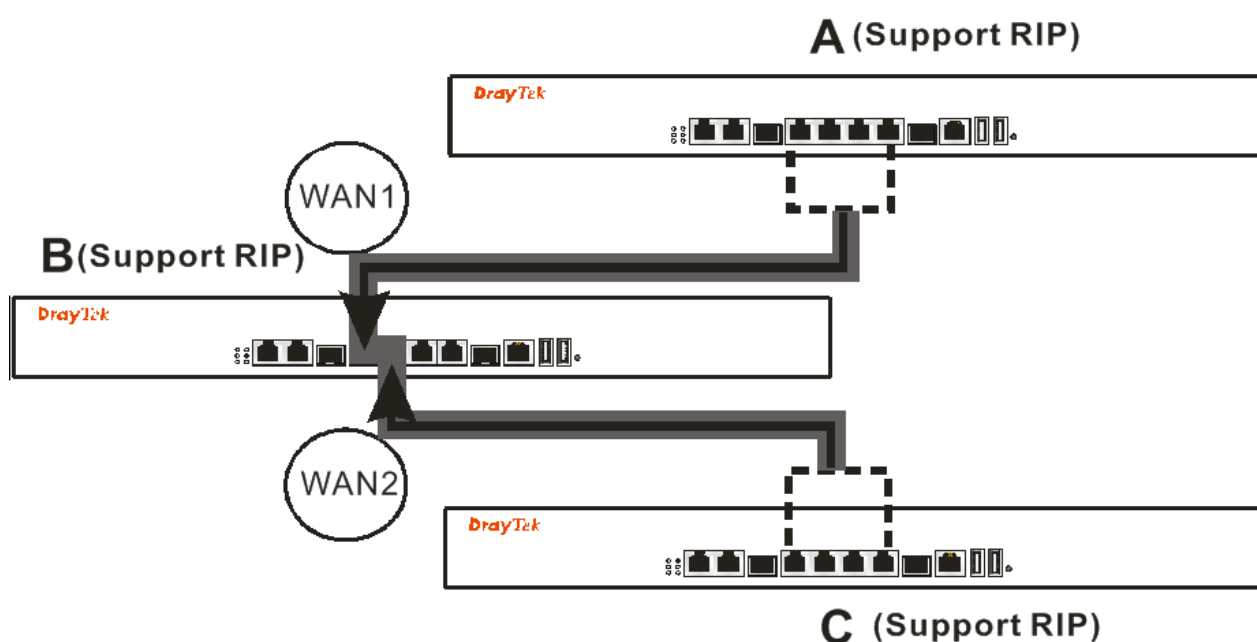 A (Support RIP)
DrayTek
WAN1
B (Support RIP)
DrayTek
WAN2
DrayTek
C (Support RIP)